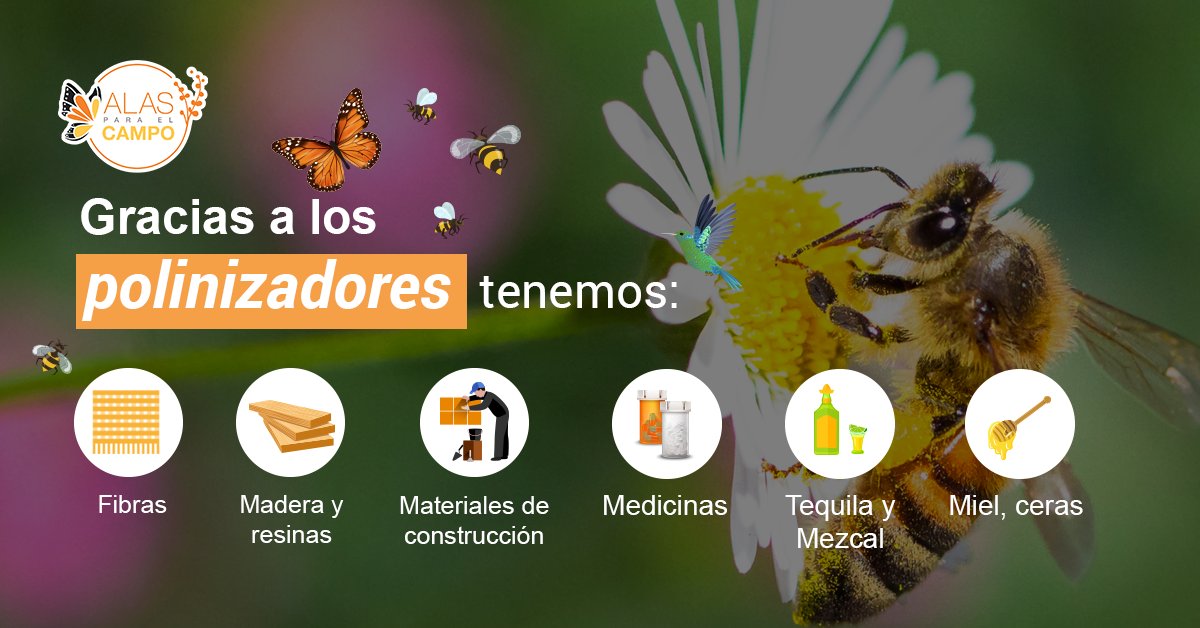 ALAS
PARA EL
CAMPO
Gracias a los
polinizadores tenemos:
Fibras
Madera y
resinas
Materiales de
construcción
Medicinas
Tequila y
Mezcal
Miel, ceras